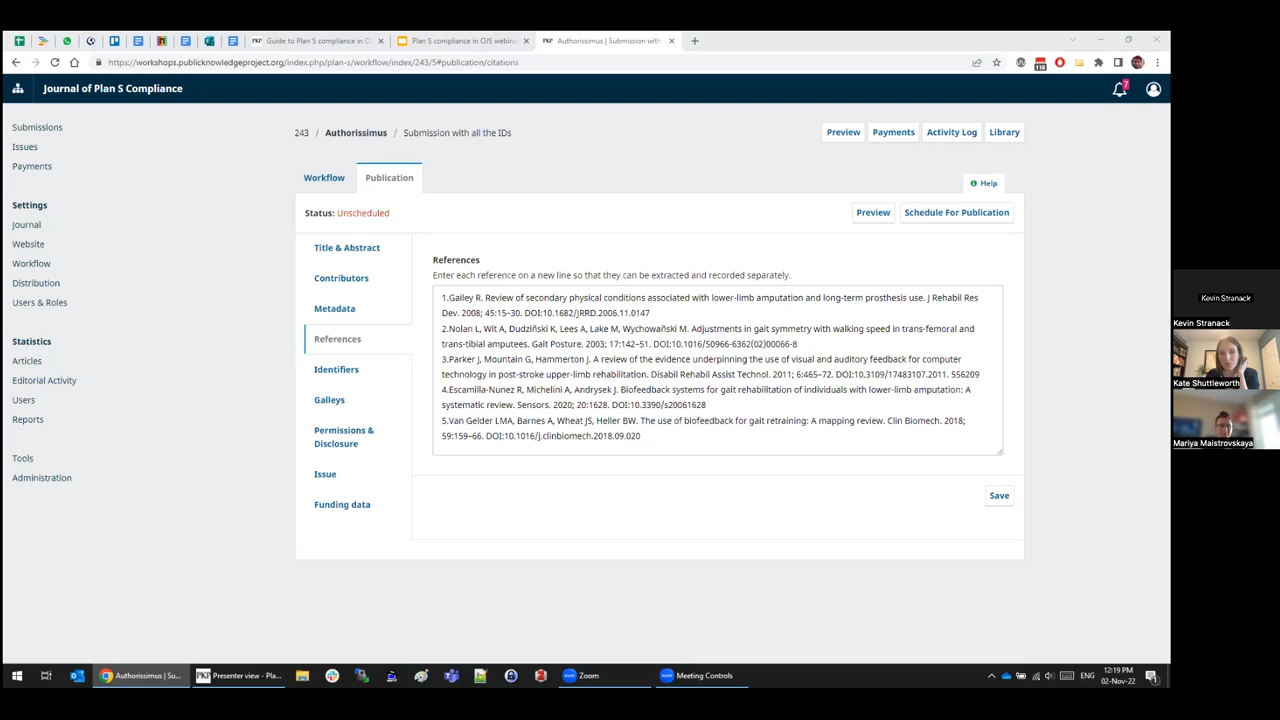 Guide to Plan S compliance in C
Plan S compliance in OJS webina
Authorissimus | Submission with
https://workshops.publicknowledgeproject.org/index.php/plan-s/workflow/index/243/5#publication/citations
Journal of Plan S Compliance
7
Submissions
Issues
Payments
Settings
Journal
Website
Workflow
Distribution
Users & Roles
Statistics
Articles
Editorial Activity
Users
Reports
Tools
Administration
243 / Authorissimus / Submission with all the IDs
Preview
Payments
Activity Log
Library
Workflow
Publication
Help
Status: Unscheduled
Preview
Schedule For Publication
Title & Abstract
Contributors
Metadata
References
Identifiers
Galleys
Permissions &
Disclosure
Issue
Funding data
References
Enter each reference on a new line so that they can be extracted and recorded separately.
1.Gailey R. Review of secondary physical conditions associated with lower-limb amputation and long-term prosthesis use. J Rehabil Res
Dev. 2008; 45:15–30. DOI:10.1682/JRRD.2006.11.0147
2.Nolan L, Wit A, Dudziñski K, Lees A, Lake M, Wychowański M. Adjustments in gait symmetry with walking speed in trans-femoral and
trans-tibial amputees. Gait Posture. 2003; 17:142–51. DOI:10.1016/S0966-6362(02)00066-8
3.Parker J, Mountain G, Hammerton J. A review of the evidence underpinning the use of visual and auditory feedback for computer
technology in post-stroke upper-limb rehabilitation. Disabil Rehabil Assist Technol. 2011; 6:465–72. DOI:10.3109/17483107.2011. 556209
4.Escamilla-Nunez R, Michelini A, Andrysek J. Biofeedback systems for gait rehabilitation of individuals with lower-limb amputation: A
systematic review. Sensors. 2020; 20:1628. DOI:10.3390/s20061628
5.Van Gelder LMA, Barnes A, Wheat JS, Heller BW. The use of biofeedback for gait retraining: A mapping review. Clin Biomech. 2018;
59:159–66. DOI:10.1016/j.clinbiomech.2018.09.020
Save
Kevin Stranack
Kevin Stranack
Kate Shuttleworth
Mariya Maistrovskaya
Authorissimus | Su...
PKP
Presenter view - Pla...
Zoom
Meeting Controls
ENG
12:19 PM
02-Nov-22